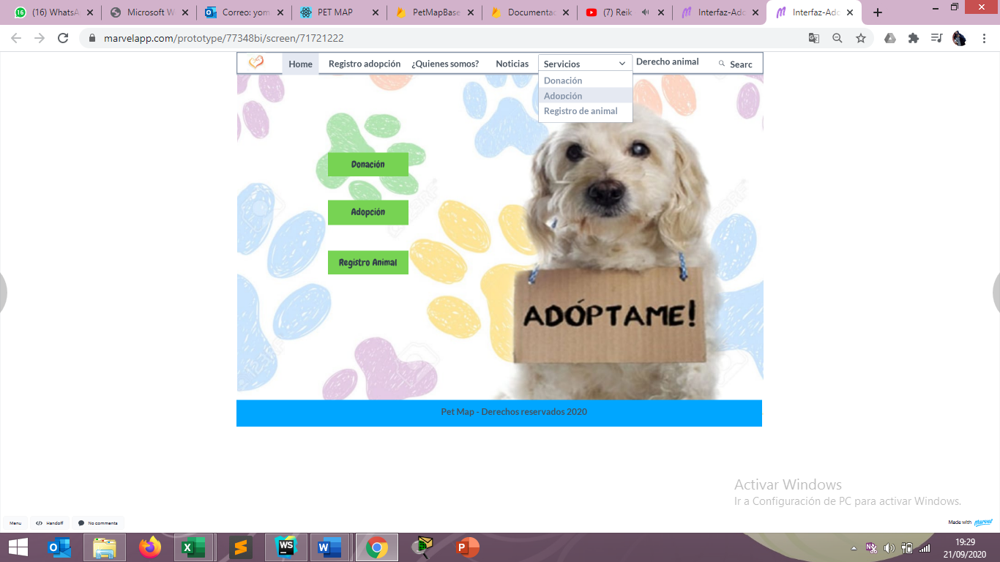 (16) WhatsA
Microsoft W
Correo: yom
PET MAP
PetMapBase
Documentac
(7) Reik
Interfaz-Ado
Interfaz-Ado
marvelapp.com/prototype/77348bi/screen/71721222
Home
Registro adopción
¿Quienes somos?
Noticias
Servicios
Derecho animal
Searc
Donación
Adopción
Registro de animal
Donación
Adopción
Registro Animal
ADÓPTAME!
Pet Map - Derechos reservados 2020
Activar Windows
Ir a Configuración de PC para activar Windows.
Menu
Handoff
No comments
Made with Marvel
19:29
21/09/2020